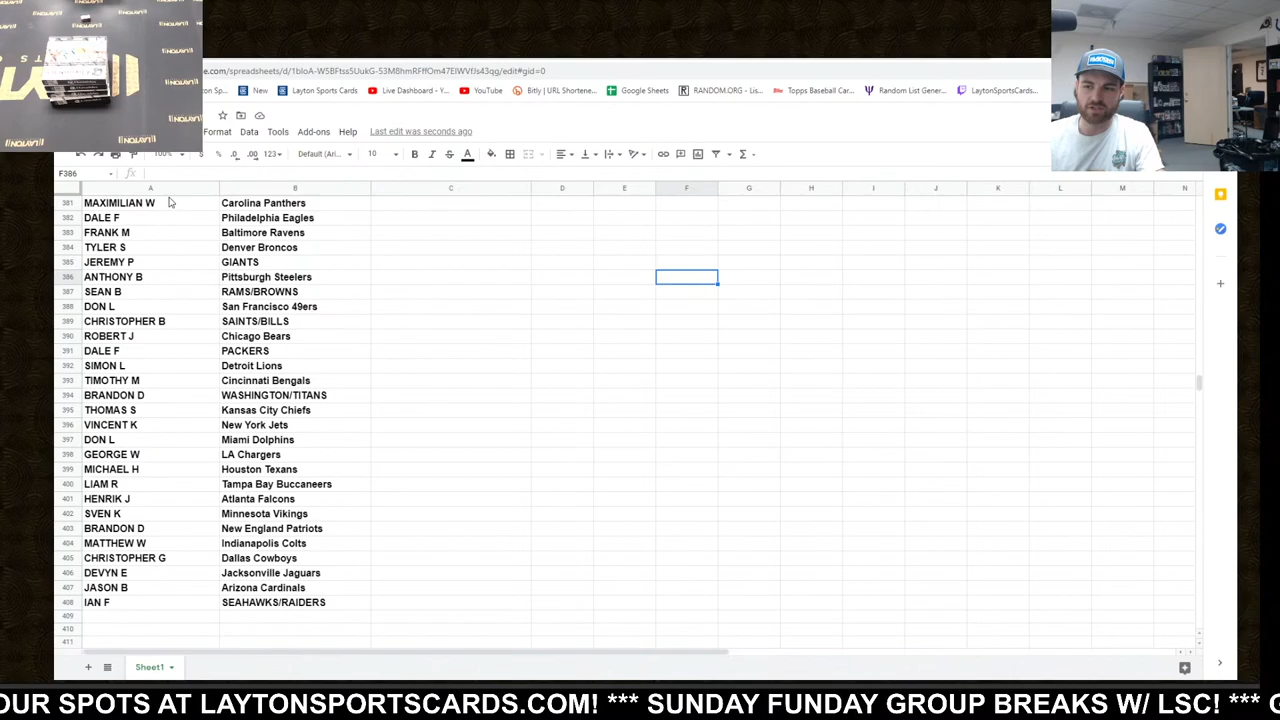 e.com/spreadsheets/d/
New
Layton Sports Cards
Live Dashboard - Y...
YouTube
Bitly | URL Shortene...
Google Sheets
RANDOM.ORG
Topps Baseball Car...
Random List Gener...
LaytonSportsCards...
Format Data Tools Add-ons Help Last edit was seconds ago
100% .0 .00 123 Default (Ari... 10 B I S A
F386 fx
A B C D E F G H I J K L M N
381 MAXIMILIAN W Carolina Panthers
382 DALE F Philadelphia Eagles
383 FRANK M Baltimore Ravens
384 TYLER S Denver Broncos
385 JEREMY P GIANTS
386 ANTHONY B Pittsburgh Steelers
387 SEAN B RAMS/BROWNS
388 DON L San Francisco 49ers
389 CHRISTOPHER B SAINTS/BILLS
390 ROBERT J Chicago Bears
391 DALE F PACKERS
392 SIMON L Detroit Lions
393 TIMOTHY M Cincinnati Bengals
394 BRANDON D WASHINGTON/TITANS
395 THOMAS S Kansas City Chiefs
396 VINCENT K New York Jets
397 DON L Miami Dolphins
398 GEORGE W LA Chargers
399 MICHAEL H Houston Texans
400 LIAM R Tampa Bay Buccaneers
401 HENRIK J Atlanta Falcons
402 SVEN K Minnesota Vikings
403 BRANDON D New England Patriots
404 MATTHEW W Indianapolis Colts
405 CHRISTOPHER G Dallas Cowboys
406 DEVYN E Jacksonville Jaguars
407 JASON B Arizona Cardinals
408 IAN F SEAHAWKS/RAIDERS
409
410
411
Sheet1
OUR SPOTS AT LAYTONSPORTSCARDS.COM! *** SUNDAY FUNDAY GROUP BREAKS W/ LSC! ***